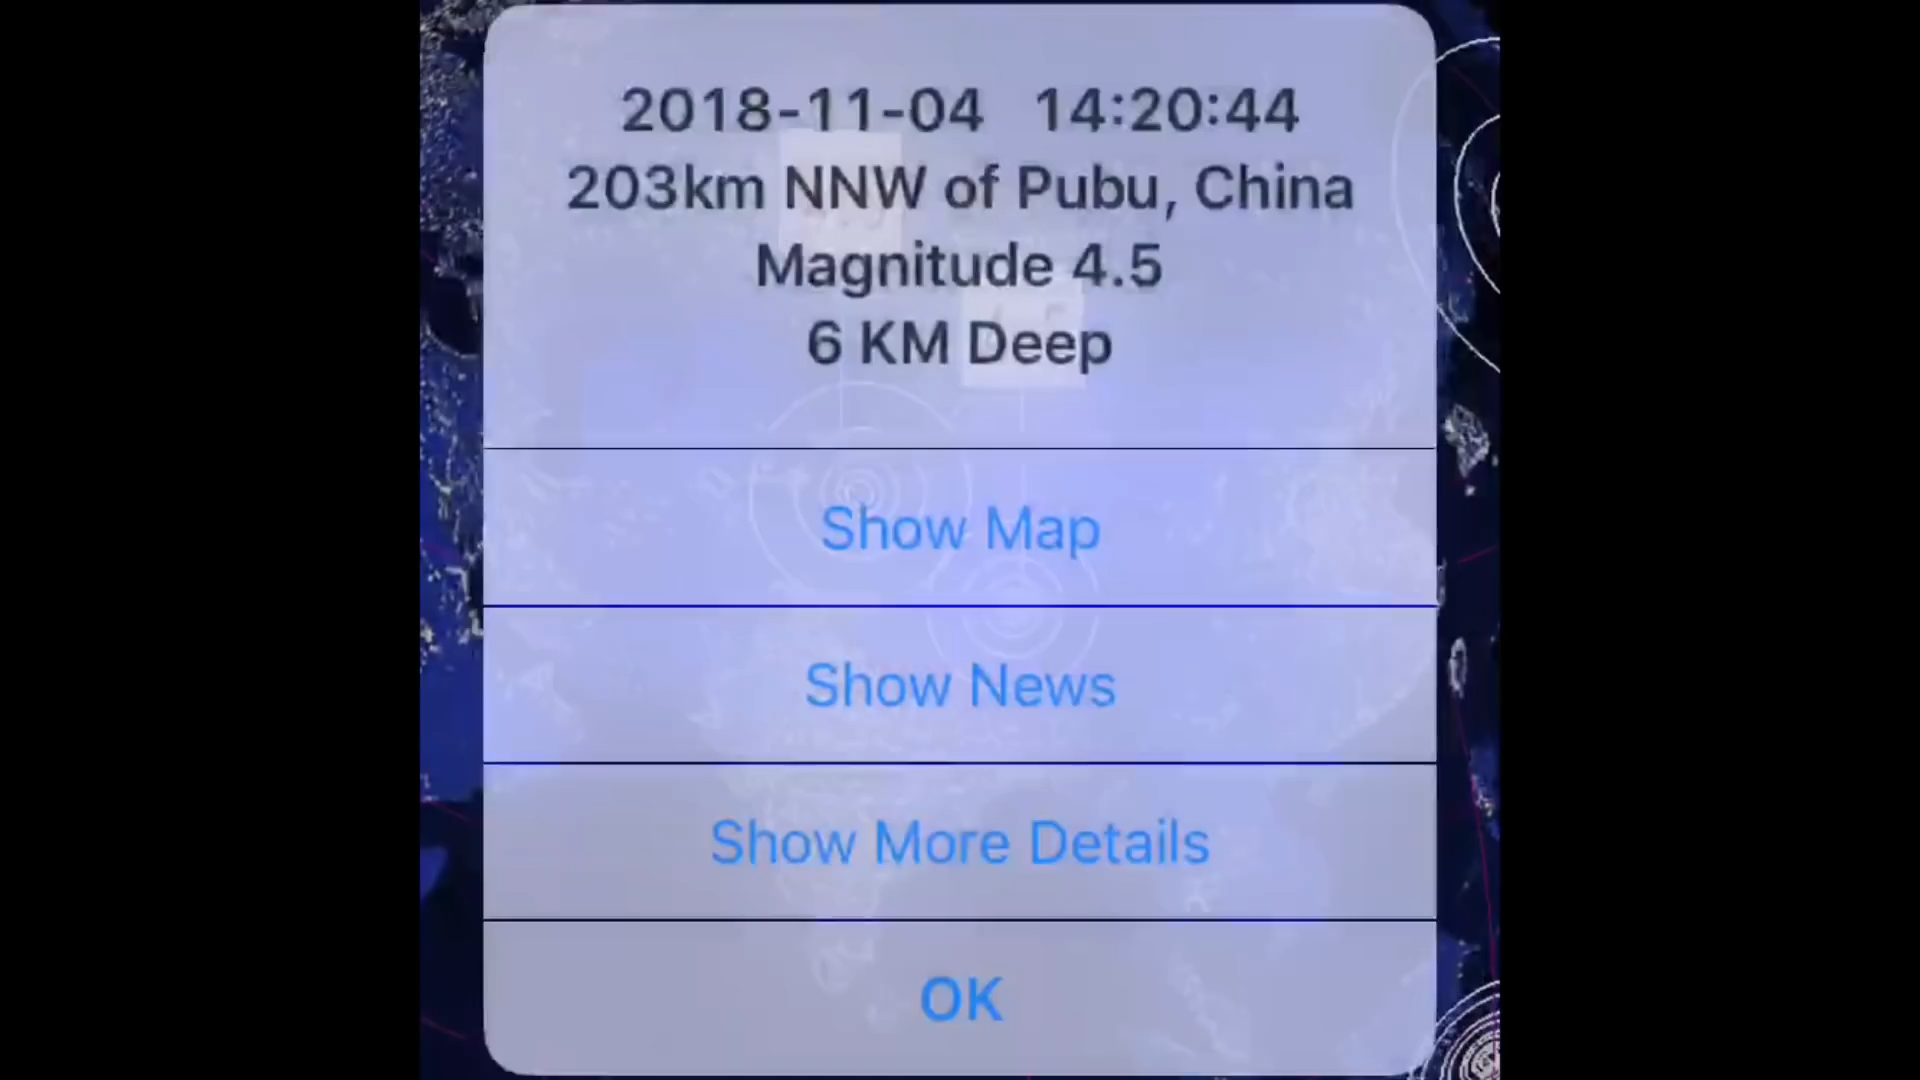 2018-11-04 14:20:44
203km NNW of Pubu, China
Magnitude 4.5
6 KM Deep
Show Map
Show News
Show More Details
OK